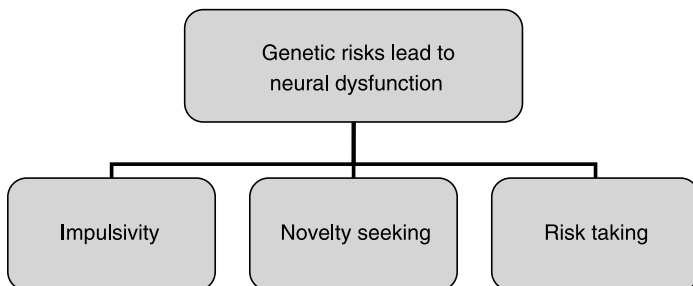 Genetic risks lead to
neural dysfunction
Impulsivity
Novelty seeking
Risk taking